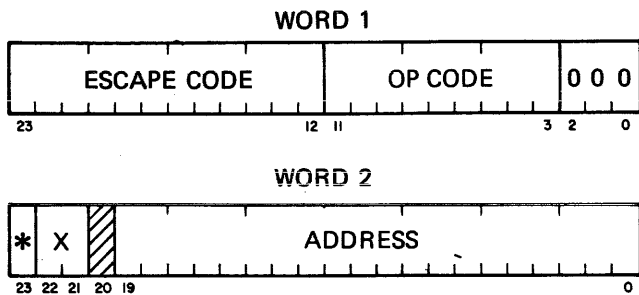 WORD 1
ESCAPE CODE OP CODE 0 0 0
23 12 11 3 2 0
WORD 2
* X ADDRESS
23 22 21 20 19 0